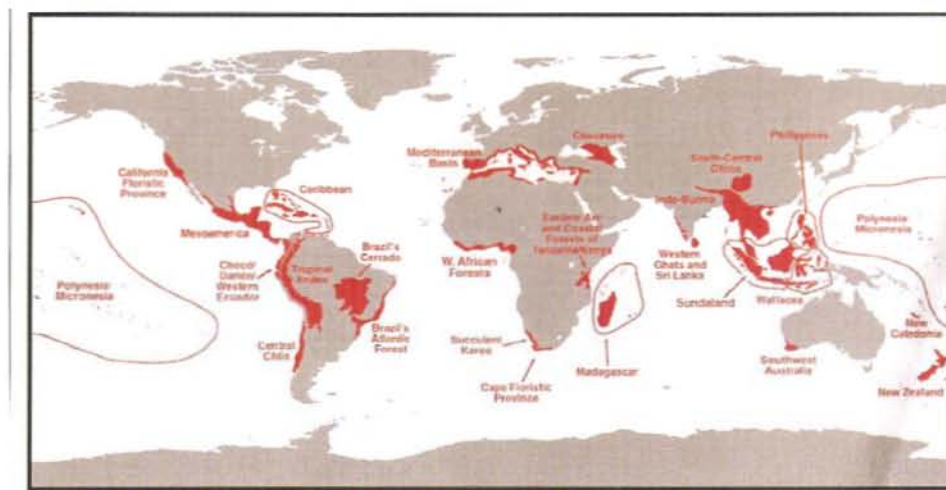 California
Floristic
Province
Mesoamerica
Caribbean
Polynesia
Micronesia
Chocó/
Darién/
Western
Ecuador
Tropical
Andes
Brazil's
Cerrado
Central
Chile
Brazil's
Atlantic
Forest
Mediterranean
Basin
Caucasus
W. African
Forests
Eastern Arc
and Coastal
Forests of
Tanzania/Kenya
Succulent
Karoo
Cape Floristic
Province
Madagascar
South-Central
China
Indo-Burma
Philippines
Western
Ghats and
Sri Lanka
Sundaland
Wallacea
Polynesia
Micronesia
New
Caledonia
Southwest
Australia
New Zealand